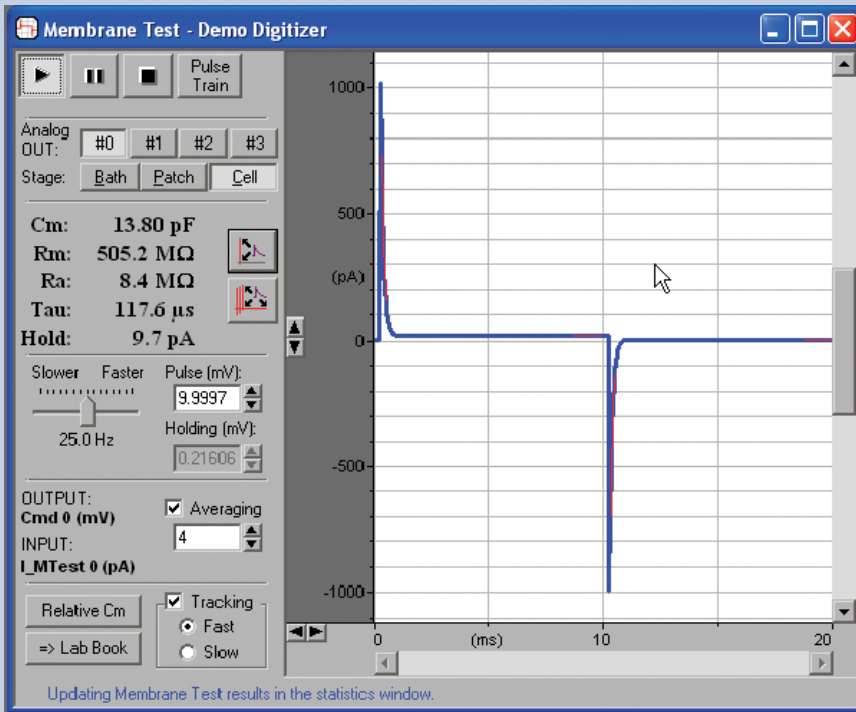 Membrane Test - Demo Digitizer
Pulse
Train
Analog
OUT:
#0 #1 #2 #3
Stage: Bath Patch Cell
Cm: 13.80 pF
Rm: 505.2 MΩ
Ra: 8.4 MΩ
Tau: 117.6 µs
Hold: 9.7 pA
Slower Faster
25.0 Hz
Pulse (mV):
9.9997
Holding (mV):
0.21606
OUTPUT:
Cmd 0 (mV)
INPUT:
I_MTest 0 (pA)
Averaging
4
Relative Cm
=> Lab Book
Tracking
Fast
Slow
1000
500
(pA)
0
-500
-1000
0 (ms) 10 20
Updating Membrane Test results in the statistics window.